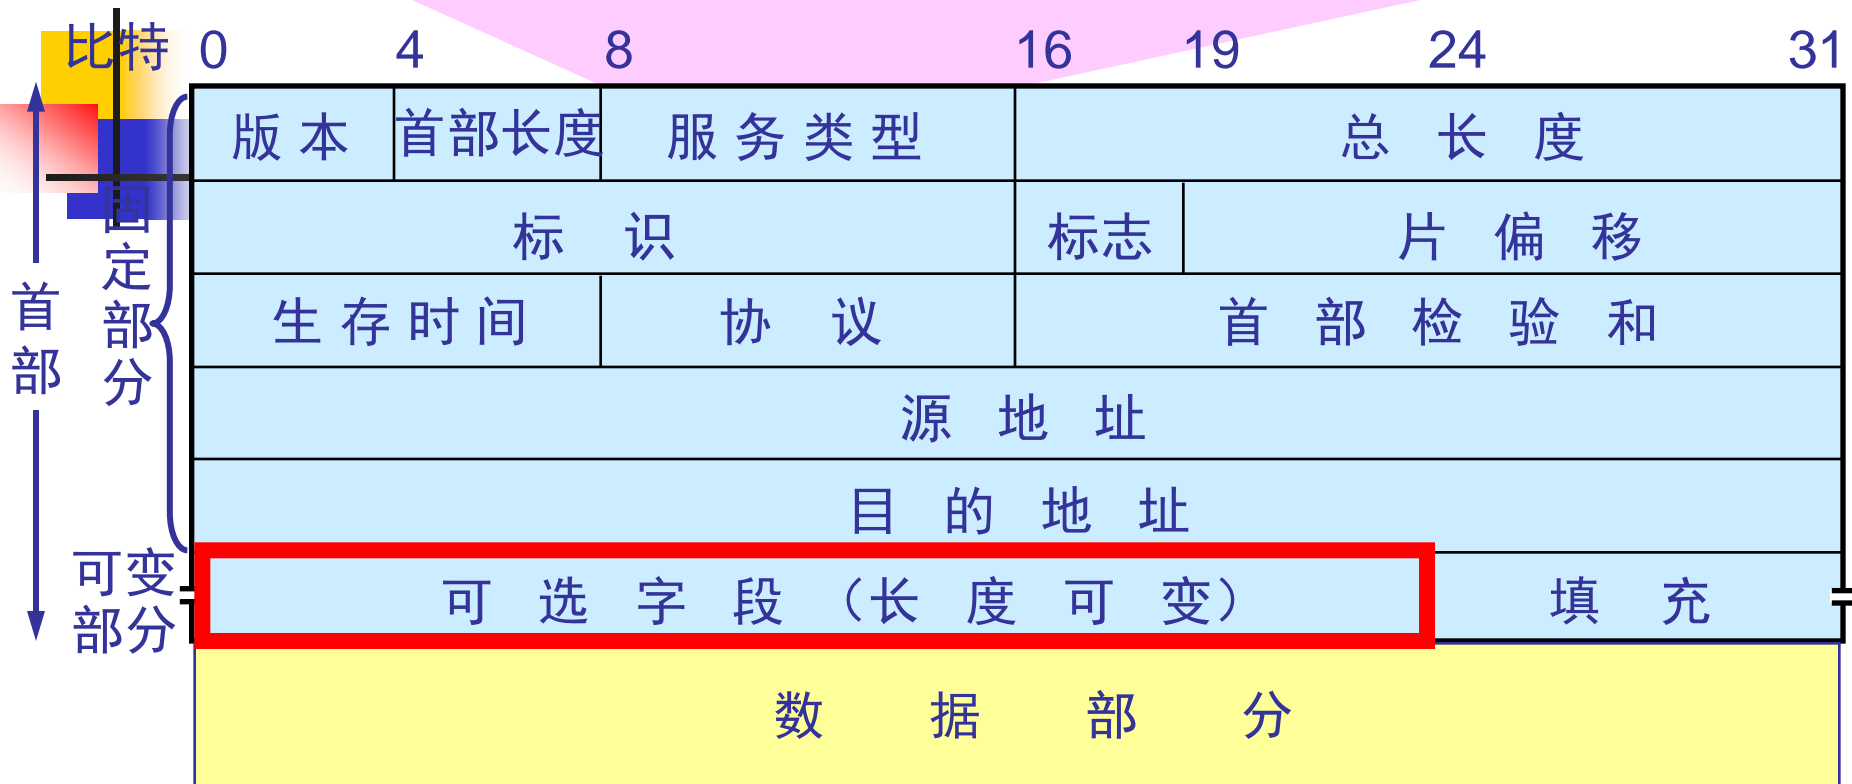 比特 0 4 8 16 19 24 31
版本 首部长度 服务类型 总长度
标识 标志 片偏移
生存时间 协议 首部检验和
源地址
目的地址
可选字段（长度可变） 填充
数据部分
首部
固定部分
可变
部分